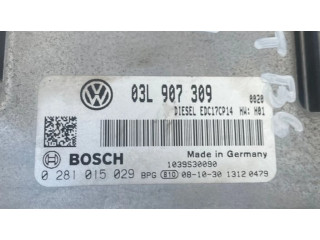 03L 907 309
0020
DIESEL EDC17CP14 HW: H01
Made in Germany
BOSCH
1039S30090
0 281 015 029 BPG 810 08-10-30 1312 0479